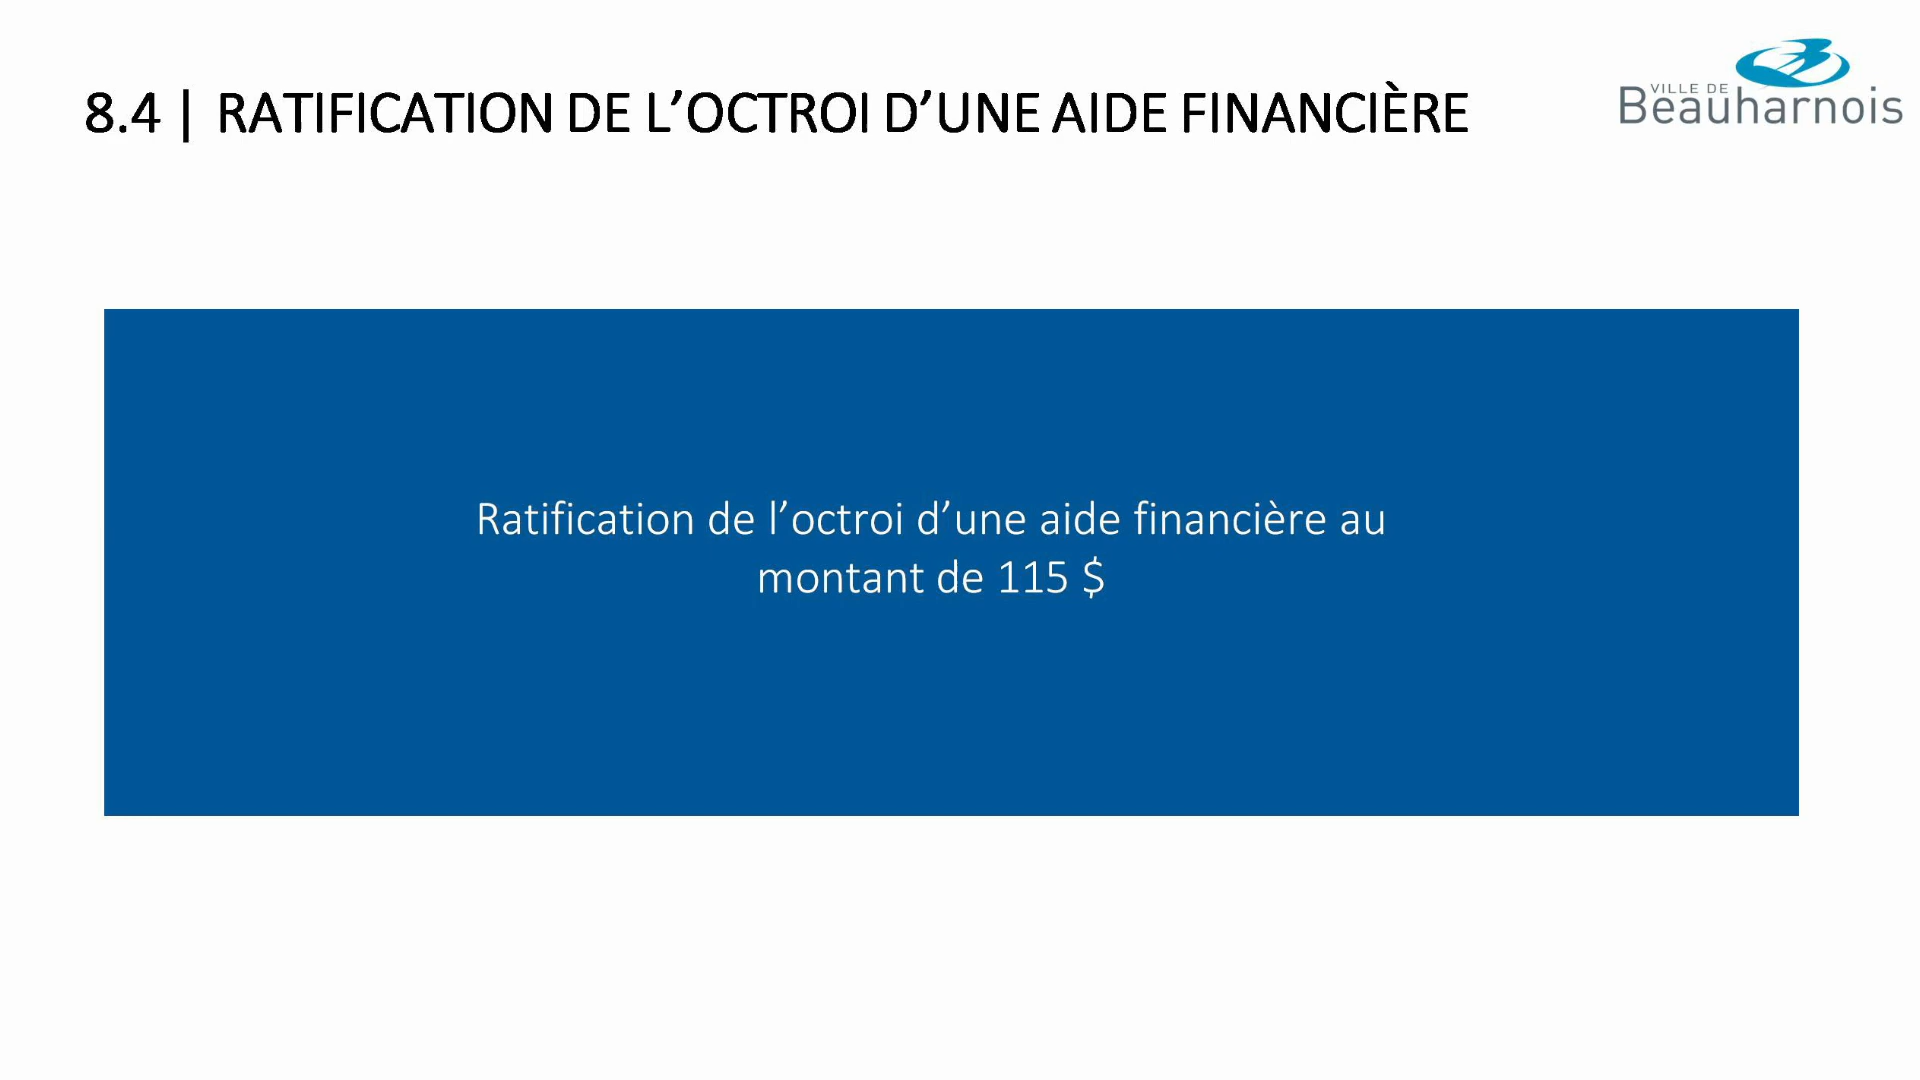 8.4 | RATIFICATION DE L’OCTROI D’UNE AIDE FINANCIÈRE
VILLE DE
Beauharnois
Ratification de l’octroi d’une aide financière au
montant de 115 $